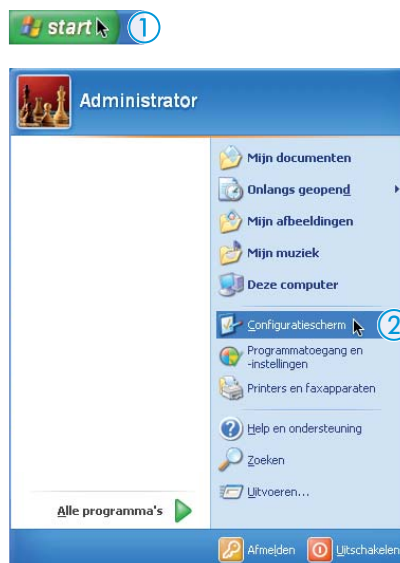 start
1
Administrator
Mijn documenten
Onlangs geopend
Mijn afbeeldingen
Mijn muziek
Deze computer
Configuratiescherm
2
Programmatoegang en
-instellingen
Printers en faxapparaten
Help en ondersteuning
Zoeken
Uitvoeren...
Alle programma's
Afmelden
Uitschakelen